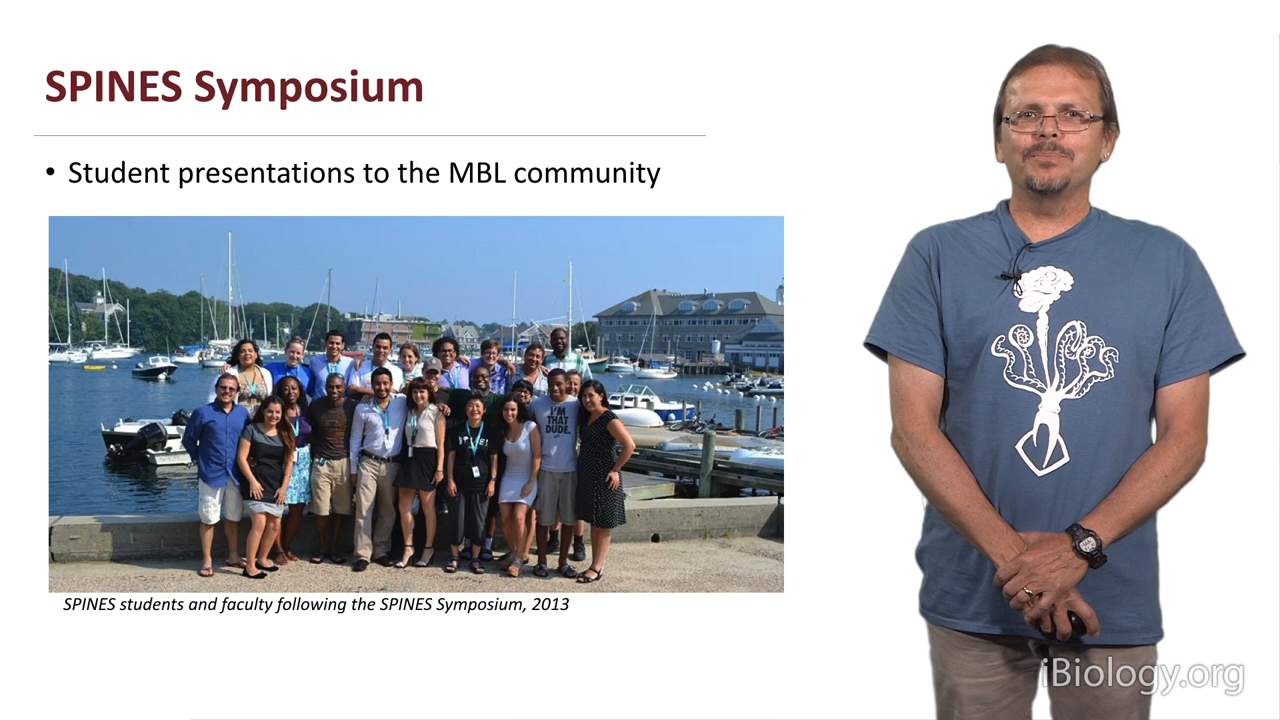 SPINES Symposium
• Student presentations to the MBL community
I'M
THAT
DUDE.
SPINES students and faculty following the SPINES Symposium, 2013
iBiology.org